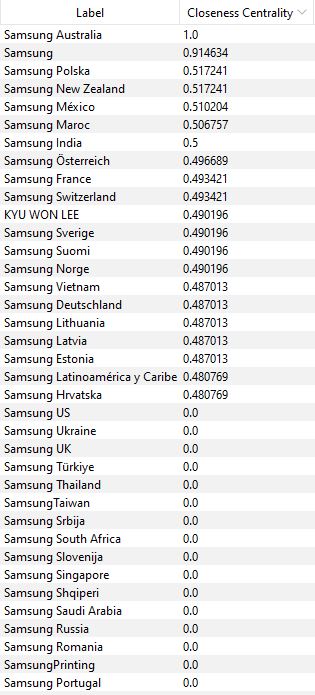 Label Closeness Centrality
Samsung Australia 1.0
Samsung 0.914634
Samsung Polska 0.517241
Samsung New Zealand 0.517241
Samsung México 0.510204
Samsung Maroc 0.506757
Samsung India 0.5
Samsung Österreich 0.496689
Samsung France 0.493421
Samsung Switzerland 0.493421
KYU WON LEE 0.490196
Samsung Sverige 0.490196
Samsung Suomi 0.490196
Samsung Norge 0.490196
Samsung Vietnam 0.487013
Samsung Deutschland 0.487013
Samsung Lithuania 0.487013
Samsung Latvia 0.487013
Samsung Estonia 0.487013
Samsung Latinoamérica y Caribe 0.480769
Samsung Hrvatska 0.480769
Samsung US 0.0
Samsung Ukraine 0.0
Samsung UK 0.0
Samsung Türkiye 0.0
Samsung Thailand 0.0
SamsungTaiwan 0.0
Samsung Srbija 0.0
Samsung South Africa 0.0
Samsung Slovenija 0.0
Samsung Singapore 0.0
Samsung Shqiperi 0.0
Samsung Saudi Arabia 0.0
Samsung Russia 0.0
Samsung Romania 0.0
SamsungPrinting 0.0
Samsung Portugal 0.0